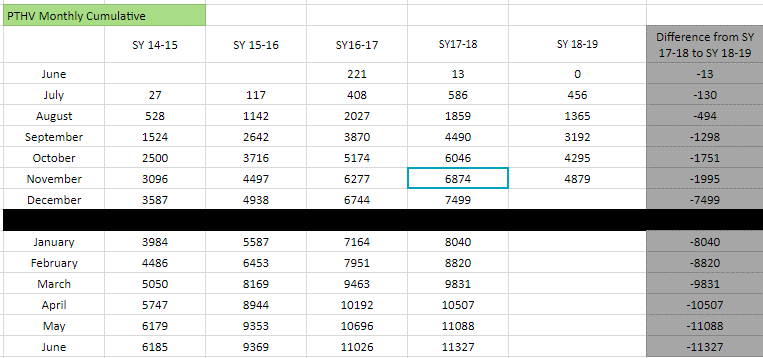 PTHV Monthly Cumulative
SY 14-15 SY 15-16 SY16-17 SY17-18 SY 18-19 Difference from SY
17-18 to SY 18-19
June 221 13 0 -13
July 27 117 408 586 456 -130
August 528 1142 2027 1859 1365 -494
September 1524 2642 3870 4490 3192 -1298
October 2500 3716 5174 6046 4295 -1751
November 3096 4497 6277 6874 4879 -1995
December 3587 4938 6744 7499 -7499
January 3984 5587 7164 8040 -8040
February 4486 6453 7951 8820 -8820
March 5050 8169 9463 9831 -9831
April 5747 8944 10192 10507 -10507
May 6179 9353 10696 11088 -11088
June 6185 9369 11026 11327 -11327